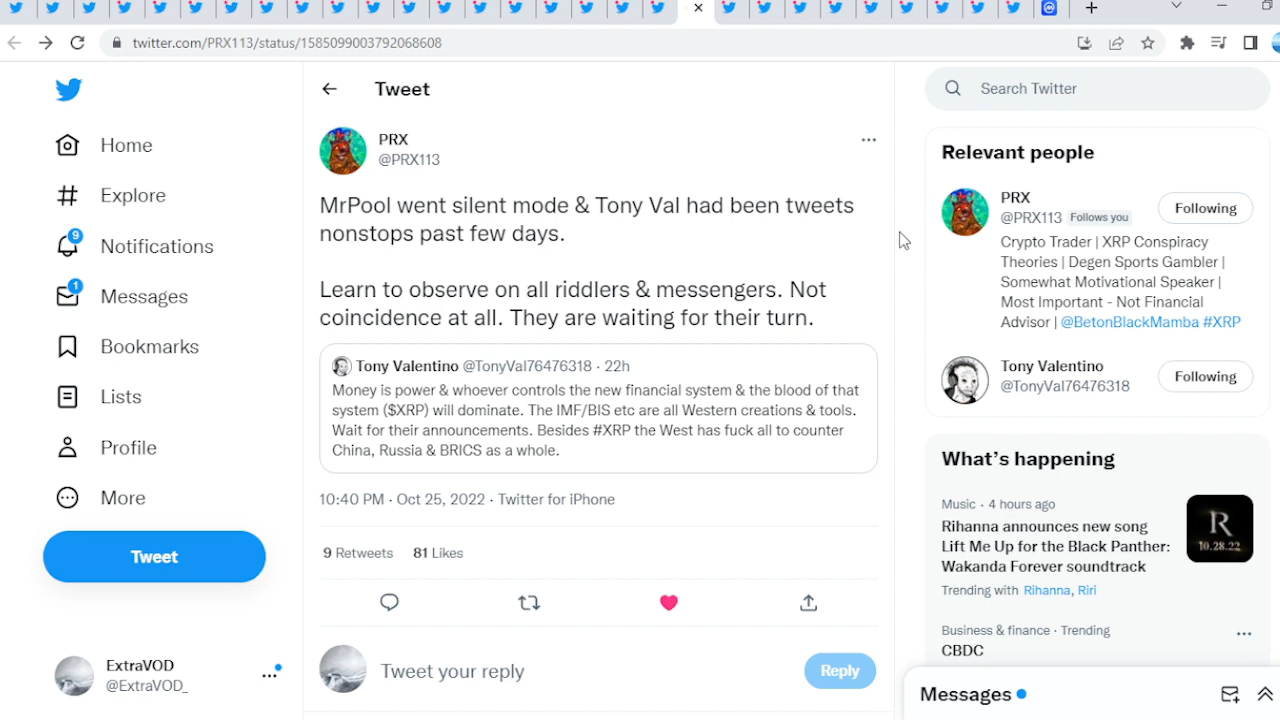 twitter.com/PRX113/status/1585099003792068608
Home
Explore
9
Notifications
1
Messages
Bookmarks
Lists
Profile
More
Tweet
ExtraVOD
@ExtraVOD_
Tweet
PRX
@PRX113
MrPool went silent mode & Tony Val had been tweets
nonstops past few days.
Learn to observe on all riddlers & messengers. Not
coincidence at all. They are waiting for their turn.
Tony Valentino @TonyVal76476318 · 22h
Money is power & whoever controls the new financial system & the blood of that
system ($XRP) will dominate. The IMF/BIS etc are all Western creations & tools.
Wait for their announcements. Besides #XRP the West has fuck all to counter
China, Russia & BRICS as a whole.
10:40 PM · Oct 25, 2022 · Twitter for iPhone
9 Retweets 81 Likes
Tweet your reply
Reply
Search Twitter
Relevant people
PRX
@PRX113 Follows you
Following
Crypto Trader | XRP Conspiracy
Theories | Degen Sports Gambler |
Somewhat Motivational Speaker |
Most Important - Not Financial
Advisor | @BetonBlackMamba #XRP
Tony Valentino
@TonyVal76476318
Following
What's happening
Music · 4 hours ago
Rihanna announces new song
Lift Me Up for the Black Panther:
Wakanda Forever soundtrack
Trending with Rihanna, Riri
R
10.28.22
Business & finance · Trending
CBDC
Messages